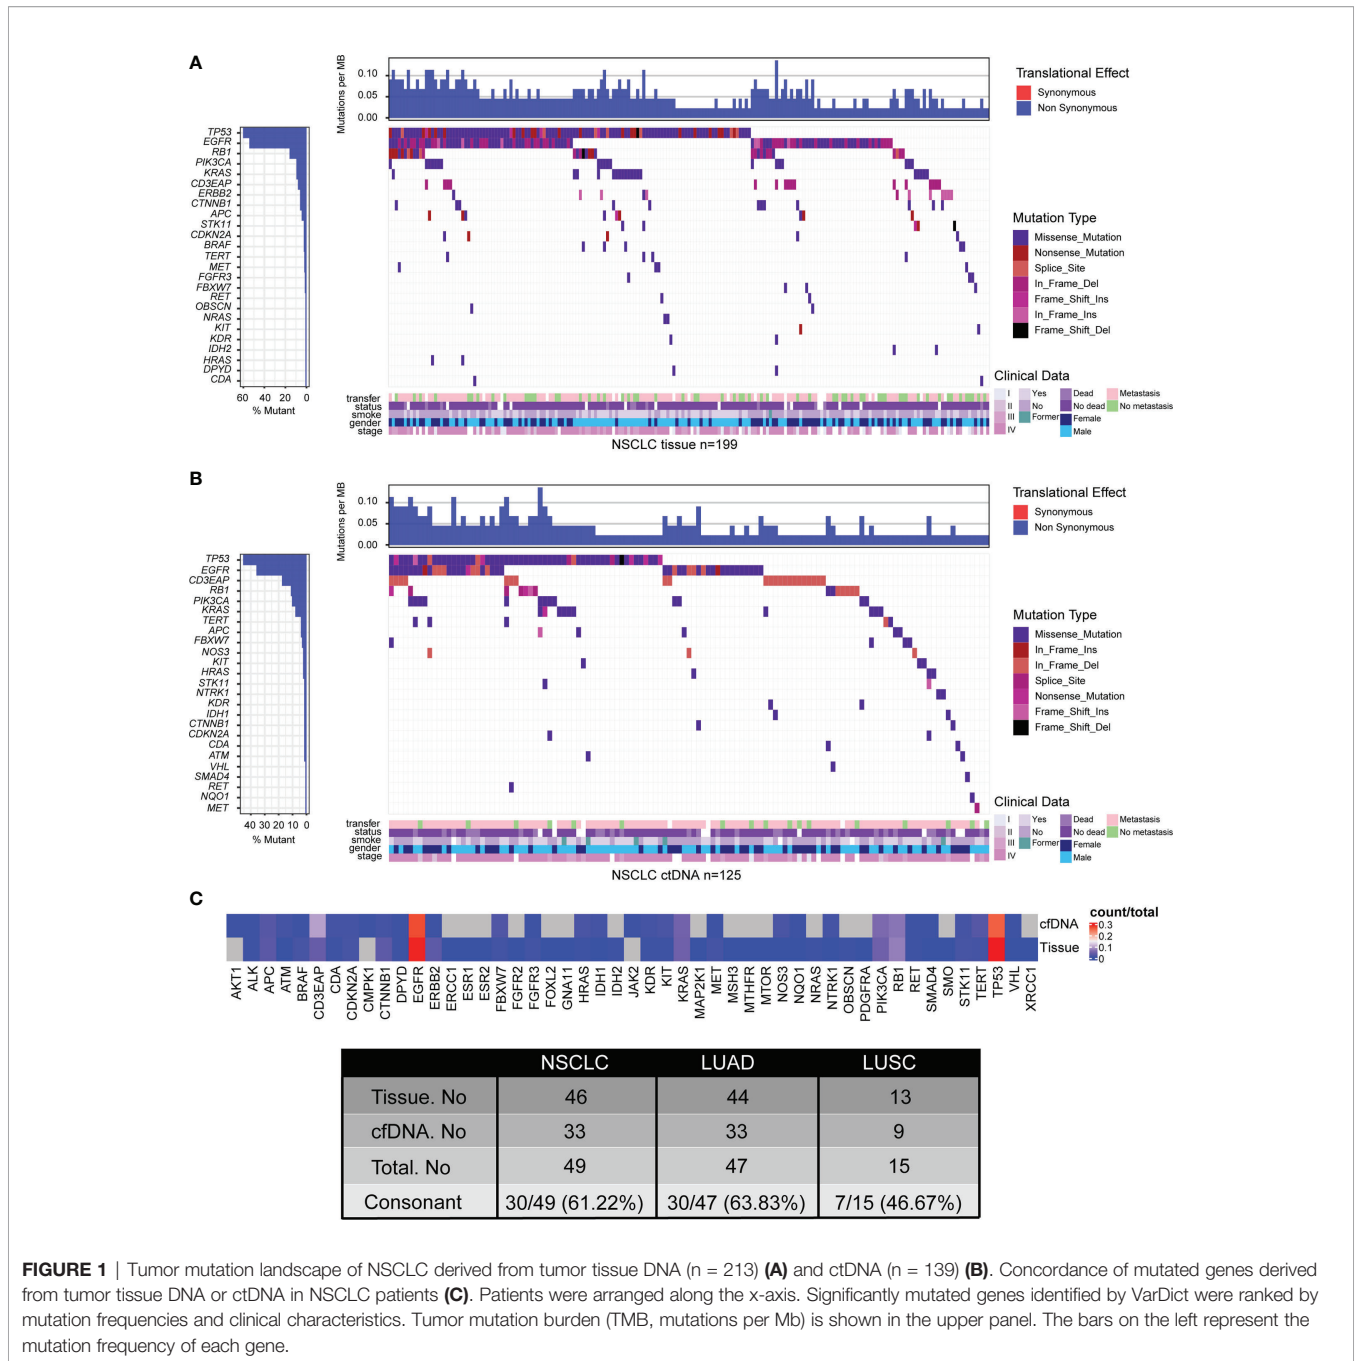 A
Mutations per MB
0.10
0.05
0.00
Translational Effect
Synonymous
Non Synonymous
TP53
EGFR
RB1
PIK3CA
KRAS
CD3EAP
ERBB2
CTNNB1
APC
STK11
CDKN2A
BRAF
TERT
MET
FGFR3
FBXW7
RET
OBSCN
NRAS
KIT
KDR
IDH2
HRAS
DPYD
CDA
60 40 20 0
% Mutant
Mutation Type
Missense_Mutation
Nonsense_Mutation
Splice_Site
In_Frame_Del
Frame_Shift_Ins
In_Frame_Ins
Frame_Shift_Del
transfer
status
smoke
gender
stage
NSCLC tissue n=199
Clinical Data
I Yes Dead Metastasis
II No No dead No metastasis
III Former Female
IV Male
B
Mutations per MB
0.10
0.05
0.00
Translational Effect
Synonymous
Non Synonymous
TP53
EGFR
CD3EAP
RB1
PIK3CA
KRAS
TERT
APC
FBXW7
NOS3
KIT
HRAS
STK11
NTRK1
KDR
IDH1
CTNNB1
CDKN2A
CDA
ATM
VHL
SMAD4
RET
NQO1
MET
40 30 20 10 0
% Mutant
Mutation Type
Missense_Mutation
In_Frame_Ins
In_Frame_Del
Splice_Site
Nonsense_Mutation
Frame_Shift_Ins
Frame_Shift_Del
transfer
status
smoke
gender
stage
NSCLC ctDNA n=125
Clinical Data
I Yes Dead Metastasis
II No No dead No metastasis
III Former Female
IV Male
C
cfDNA
Tissue
count/total
0.3
0.2
0.1
0
AKT1 ALK APC ATM BRAF CD3EAP CDA CDKN2A CMPK1 CTNNB1 DPYD EGFR ERBB2 ERCC1 ESR1 ESR2 FBXW7 FGFR2 FGFR3 FOXL2 GNA11 HRAS IDH1 IDH2 JAK2 KDR KIT KRAS MAP2K1 MET MSH3 MTHFR MTOR NOS3 NQO1 NRAS NTRK1 OBSCN PDGFRA PIK3CA RB1 RET SMAD4 SMO STK11 TERT TP53 VHL XRCC1
NSCLC LUAD LUSC
Tissue. No 46 44 13
cfDNA. No 33 33 9
Total. No 49 47 15
Consonant 30/49 (61.22%) 30/47 (63.83%) 7/15 (46.67%)
FIGURE 1 | Tumor mutation landscape of NSCLC derived from tumor tissue DNA (n = 213) (A) and ctDNA (n = 139) (B). Concordance of mutated genes derived
from tumor tissue DNA or ctDNA in NSCLC patients (C). Patients were arranged along the x-axis. Significantly mutated genes identified by VarDict were ranked by
mutation frequencies and clinical characteristics. Tumor mutation burden (TMB, mutations per Mb) is shown in the upper panel. The bars on the left represent the
mutation frequency of each gene.